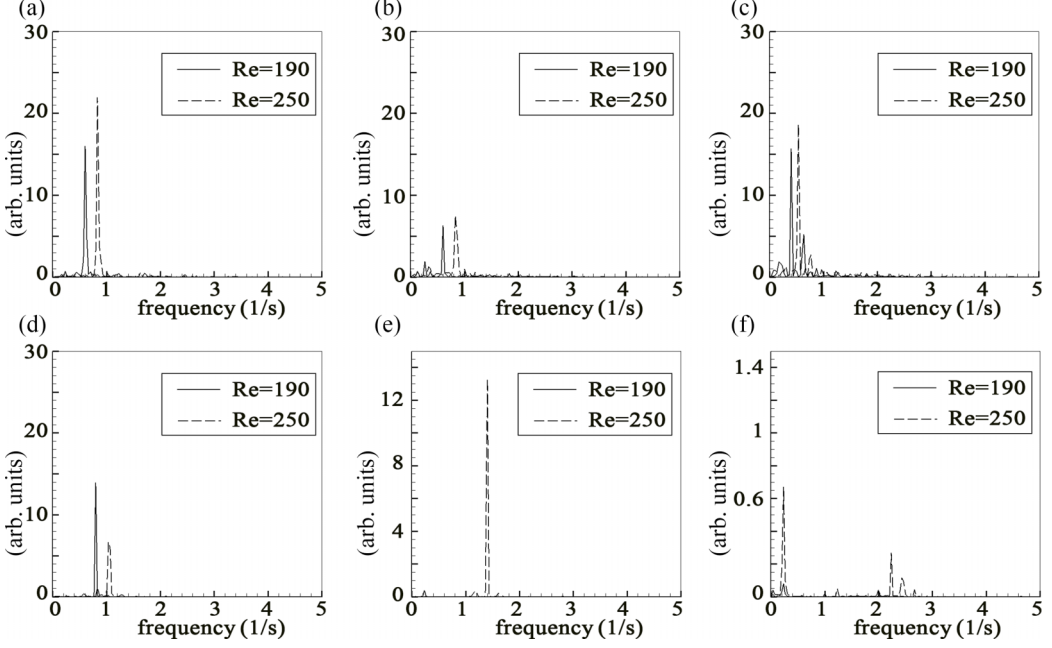 (a)
30
20
10
0
(arb. units)
Re=190
Re=250
0 1 2 3 4 5
frequency (1/s)
(b)
30
20
10
0
(arb. units)
Re=190
Re=250
0 1 2 3 4 5
frequency (1/s)
(c)
30
20
10
0
(arb. units)
Re=190
Re=250
0 1 2 3 4 5
frequency (1/s)
(d)
30
20
10
0
(arb. units)
Re=190
Re=250
0 1 2 3 4 5
frequency (1/s)
(e)
12
8
4
0
(arb. units)
Re=190
Re=250
0 1 2 3 4 5
frequency (1/s)
(f)
1.4
1
0.6
0
(arb. units)
Re=190
Re=250
0 1 2 3 4 5
frequency (1/s)